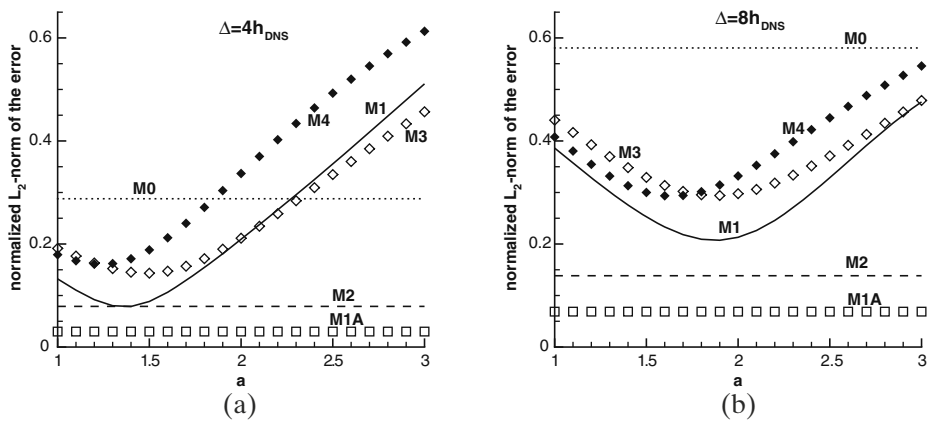 Δ=4h_DNS
normalized L₂-norm of the error
0.6
0.4
0.2
0
M4
M1
M3
M0
M2
M1A
1
1.5
2
2.5
3
a
(a)
Δ=8h_DNS
normalized L₂-norm of the error
0.6
0.4
0.2
0
M0
M4
M3
M1
M2
M1A
1
1.5
2
2.5
3
a
(b)